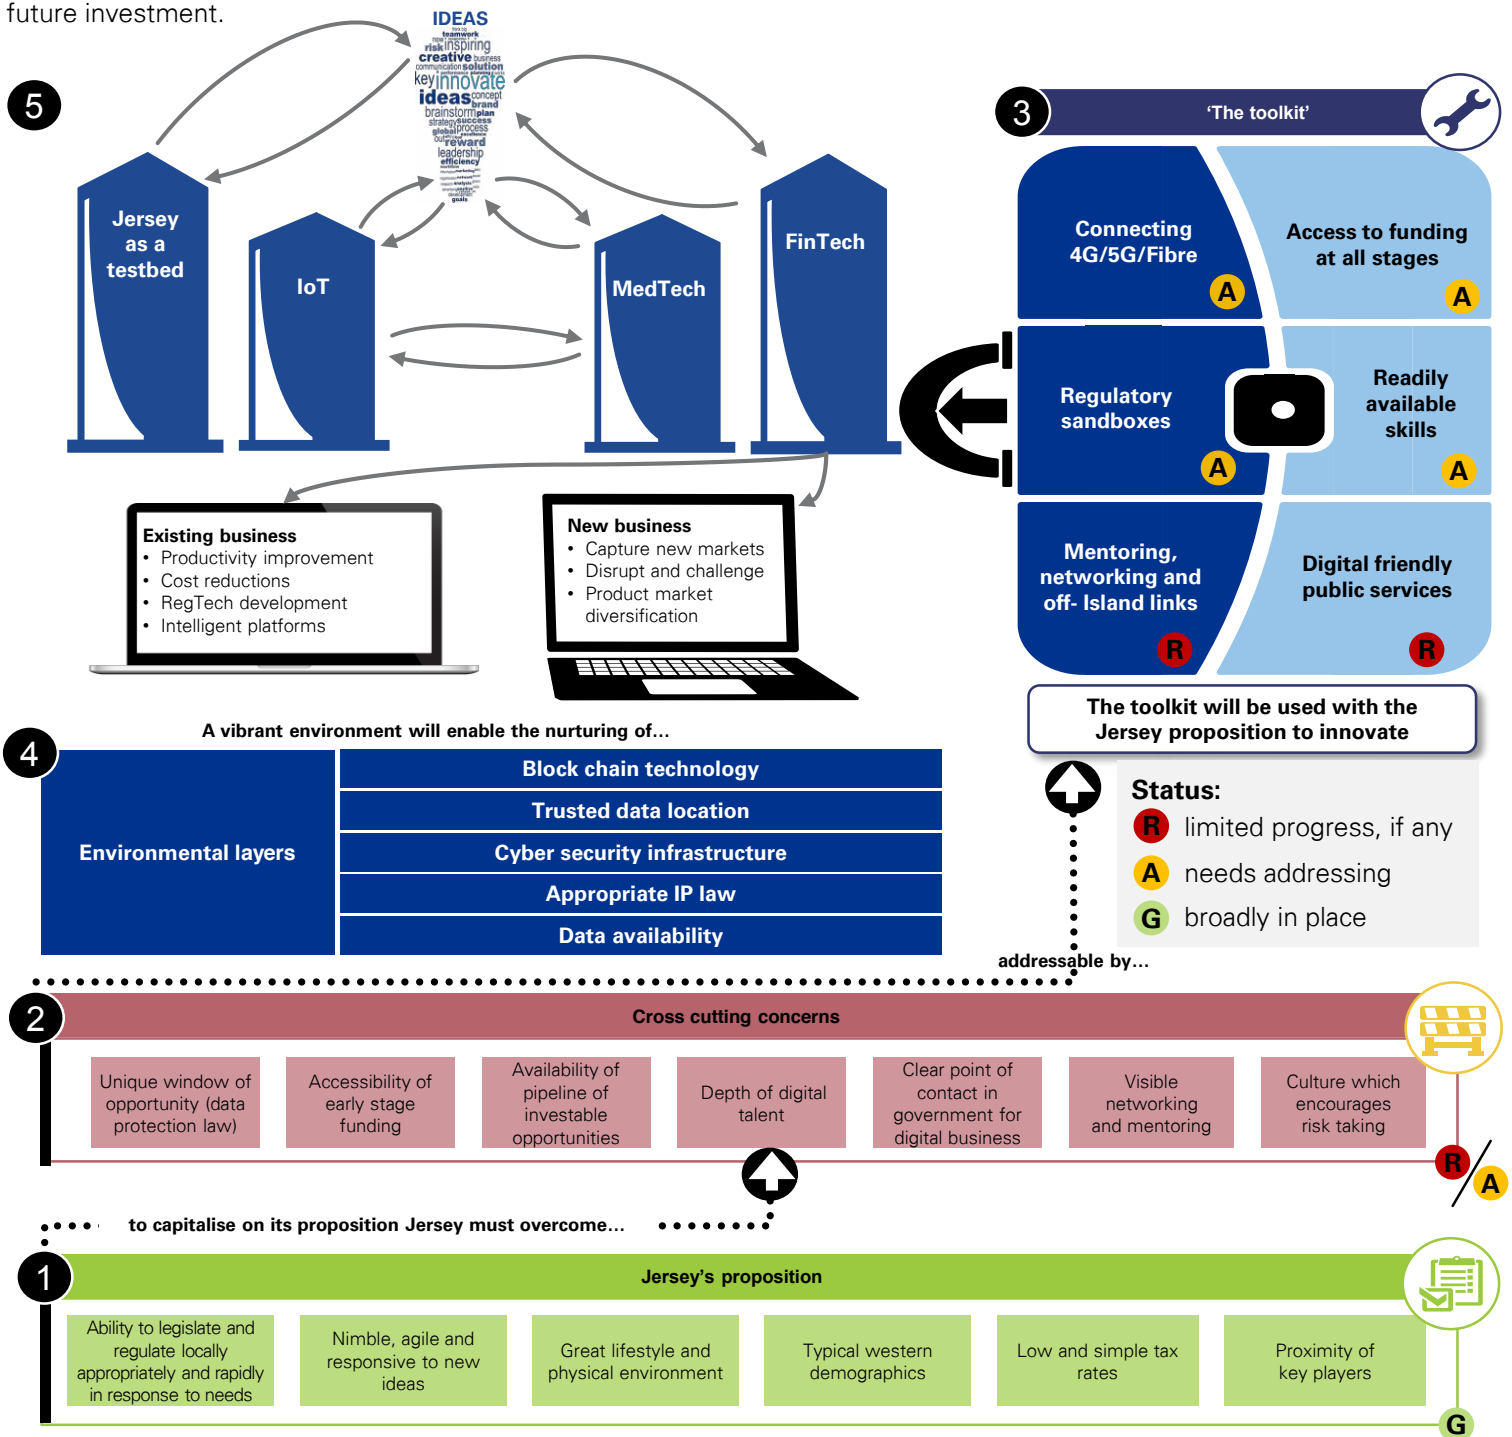 future investment.
5
IDEAS
teamwork
risk inspiring
creative business
communication solution
key innovate
ideas concept
brand
brainstorm plan
strategy success
global process
reward
leadership
efficiency
goals
Jersey
as a
testbed
IoT
MedTech
FinTech
Existing business
• Productivity improvement
• Cost reductions
• RegTech development
• Intelligent platforms
New business
• Capture new markets
• Disrupt and challenge
• Product market
diversification
3
‘The toolkit’
Connecting
4G/5G/Fibre
A
Access to funding
at all stages
A
Regulatory
sandboxes
A
Readily
available
skills
A
Mentoring,
networking and
off- Island links
R
Digital friendly
public services
R
The toolkit will be used with the
Jersey proposition to innovate
Status:
R limited progress, if any
A needs addressing
G broadly in place
A vibrant environment will enable the nurturing of…
4
Environmental layers
Block chain technology
Trusted data location
Cyber security infrastructure
Appropriate IP law
Data availability
addressable by…
2
Cross cutting concerns
Unique window of
opportunity (data
protection law)
Accessibility of
early stage
funding
Availability of
pipeline of
investable
opportunities
Depth of digital
talent
Clear point of
contact in
government for
digital business
Visible
networking
and mentoring
Culture which
encourages
risk taking
R
A
to capitalise on its proposition Jersey must overcome…
1
Jersey’s proposition
Ability to legislate and
regulate locally
appropriately and rapidly
in response to needs
Nimble, agile and
responsive to new
ideas
Great lifestyle and
physical environment
Typical western
demographics
Low and simple tax
rates
Proximity of
key players
G